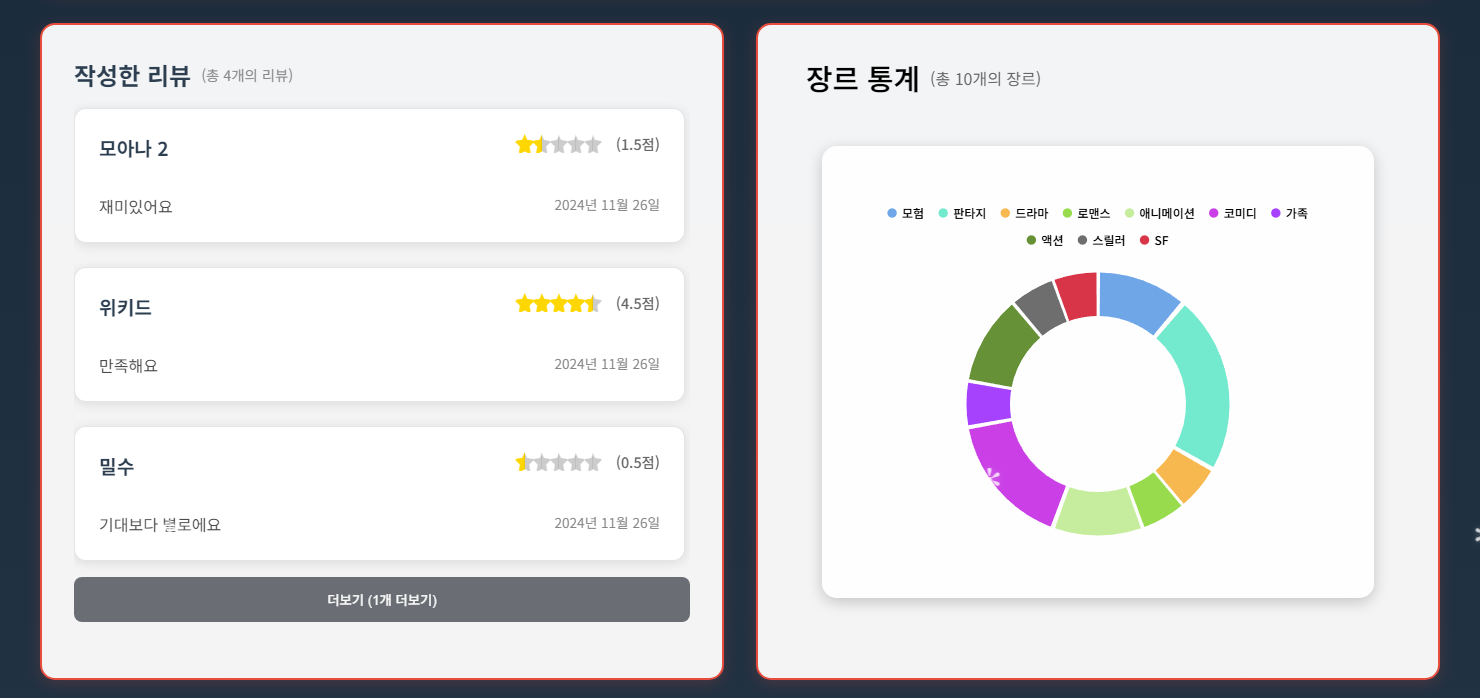 작성한 리뷰 (총 4개의 리뷰)
모아나 2 (1.5점)
재미있어요 2024년 11월 26일
위키드 (4.5점)
만족해요 2024년 11월 26일
밀수 (0.5점)
기대보다 별로에요 2024년 11월 26일
더보기 (1개 더보기)
장르 통계 (총 10개의 장르)
모험 판타지 드라마 로맨스 애니메이션 코미디 가족
액션 스릴러 SF